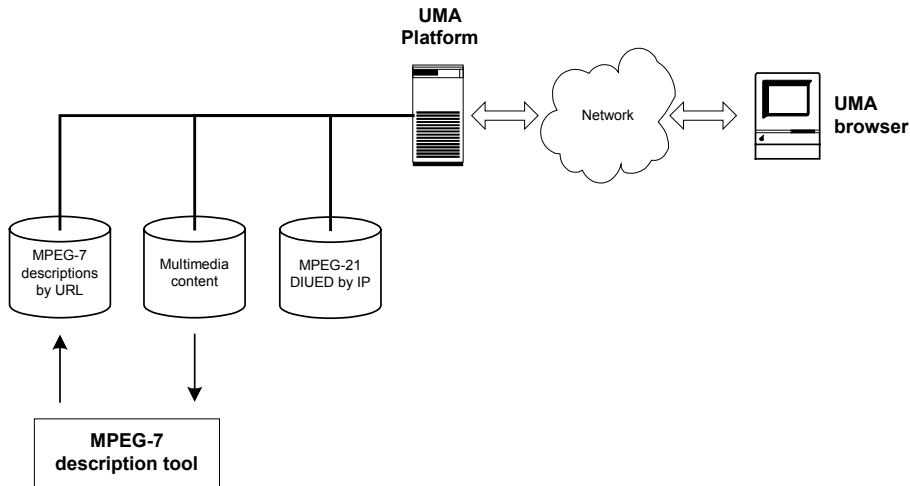 UMA
Platform
Network
UMA
browser
MPEG-7
descriptions
by URL
Multimedia
content
MPEG-21
DIUED by IP
MPEG-7
description tool